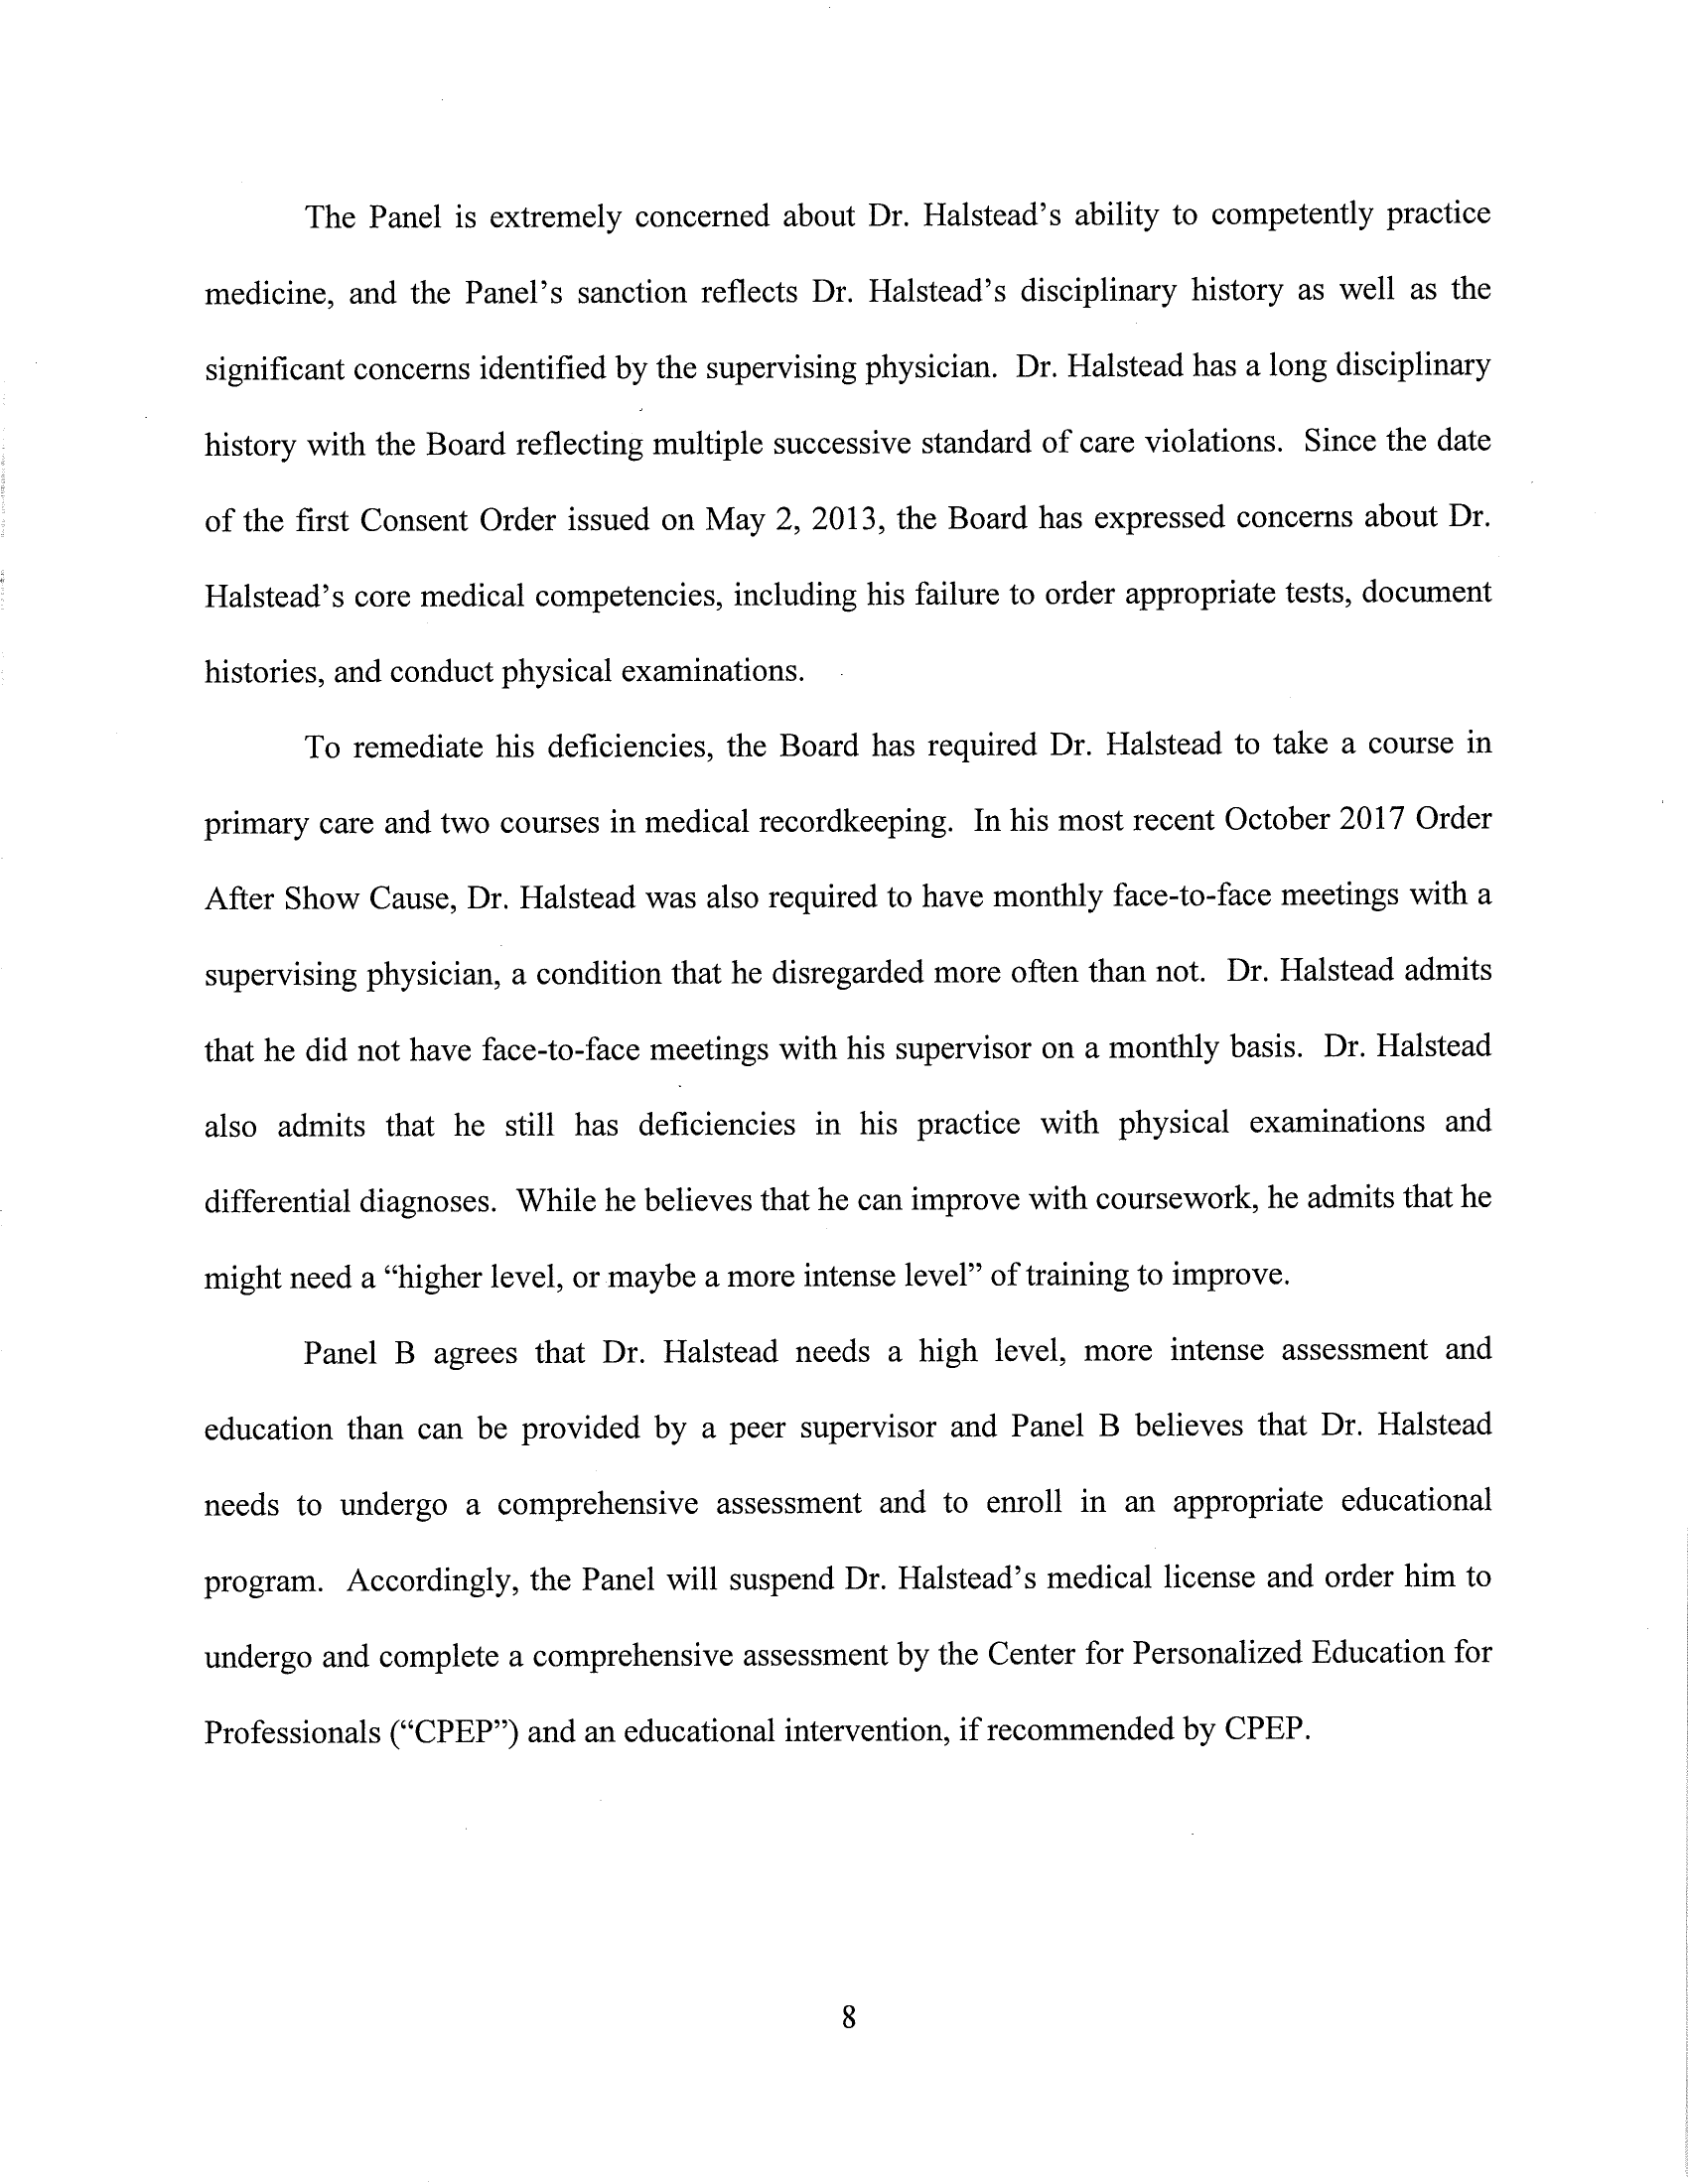 The Panel is extremely concerned about Dr. Halstead's ability to competently practice
medicine, and the Panel's sanction reflects Dr. Halstead's disciplinary history as well as the
significant concerns identified by the supervising physician.  Dr. Halstead has a long disciplinary
history with the Board reflecting multiple successive standard of care violations.  Since the date
of the first Consent Order issued on May 2, 2013, the Board has expressed concerns about Dr.
Halstead's core medical competencies, including his failure to order appropriate tests, document
histories, and conduct physical examinations.
To remediate his deficiencies, the Board has required Dr. Halstead to take a course in
primary care and two courses in medical recordkeeping.  In his most recent October 2017 Order
After Show Cause, Dr. Halstead was also required to have monthly face-to-face meetings with a
supervising physician, a condition that he disregarded more often than not.  Dr. Halstead admits
that he did not have face-to-face meetings with his supervisor on a monthly basis.  Dr. Halstead
also admits that he still has deficiencies in his practice with physical examinations and
differential diagnoses.  While he believes that he can improve with coursework, he admits that he
might need a “higher level, or maybe a more intense level” of training to improve.
Panel B agrees that Dr. Halstead needs a high level, more intense assessment and
education than can be provided by a peer supervisor and Panel B believes that Dr. Halstead
needs to undergo a comprehensive assessment and to enroll in an appropriate educational
program.  Accordingly, the Panel will suspend Dr. Halstead's medical license and order him to
undergo and complete a comprehensive assessment by the Center for Personalized Education for
Professionals (“CPEP”) and an educational intervention, if recommended by CPEP.
8